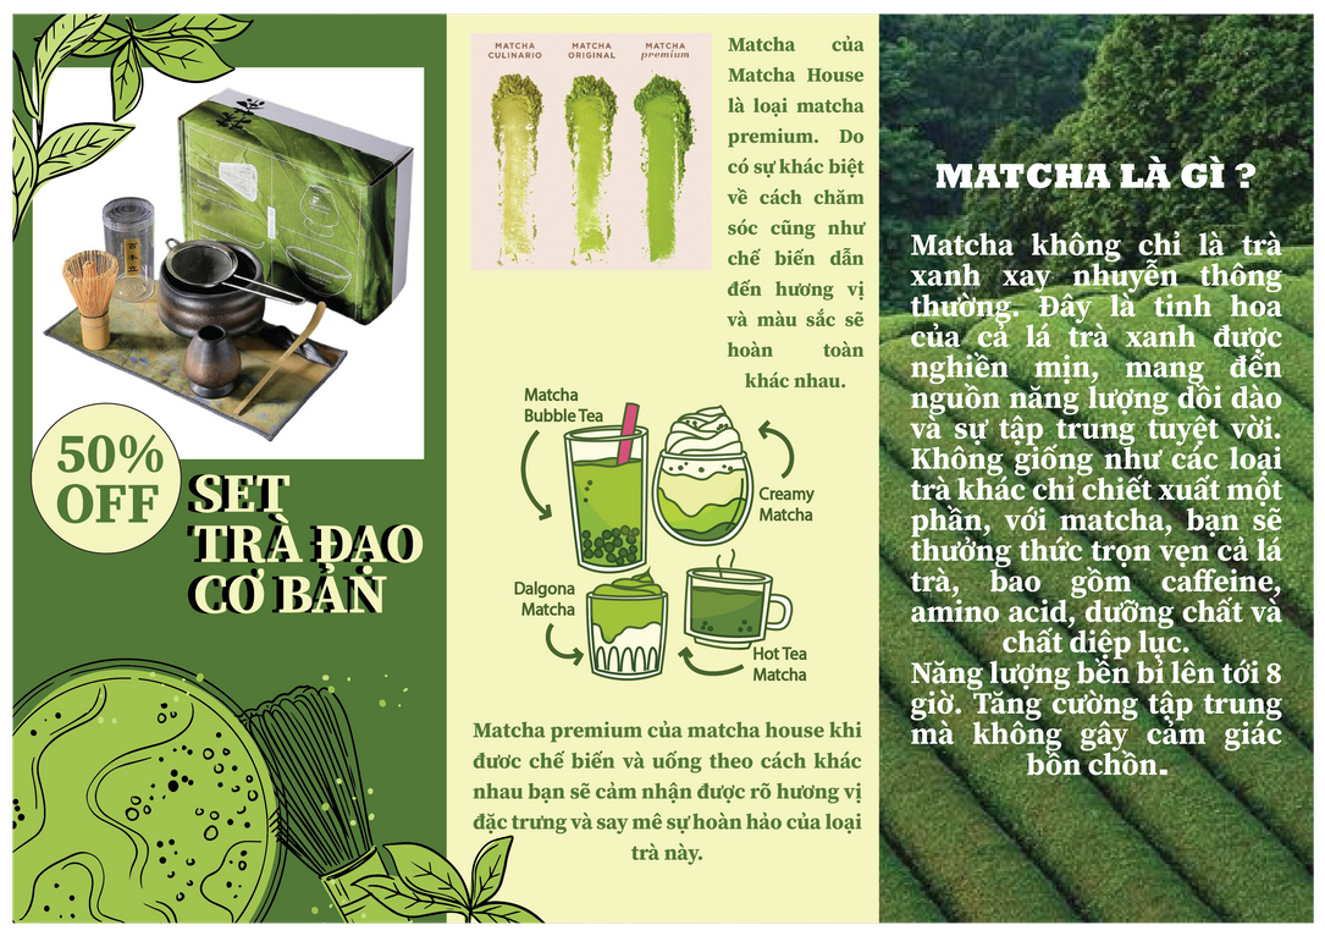 50%
OFF
SET
TRÀ ĐẠO
CƠ BẢN
百
本
立
MATCHA
CULINARIO
MATCHA
ORIGINAL
MATCHA
premium
Matcha của
Matcha House
là loại matcha
premium. Do
có sự khác biệt
về cách chăm
sóc cũng như
chế biến dẫn
đến hương vị
và màu sắc sẽ
hoàn toàn
khác nhau.
Matcha
Bubble Tea
Creamy
Matcha
Dalgona
Matcha
Hot Tea
Matcha
Matcha premium của matcha house khi
đươc chế biến và uống theo cách khác
nhau bạn sẽ cảm nhận được rõ hương vị
đặc trưng và say mê sự hoàn hảo của loại
trà này.
MATCHA LÀ GÌ ?
Matcha không chỉ là trà
xanh xay nhuyễn thông
thường. Đây là tinh hoa
của cả lá trà xanh được
nghiền mịn, mang đến
nguồn năng lượng dồi dào
và sự tập trung tuyệt vời.
Không giống như các loại
trà khác chỉ chiết xuất một
phần, với matcha, bạn sẽ
thưởng thức trọn vẹn cả lá
trà, bao gồm caffeine,
amino acid, dưỡng chất và
chất diệp lục.
Năng lượng bền bỉ lên tới 8
giờ. Tăng cường tập trung
mà không gây cảm giác
bồn chồn.